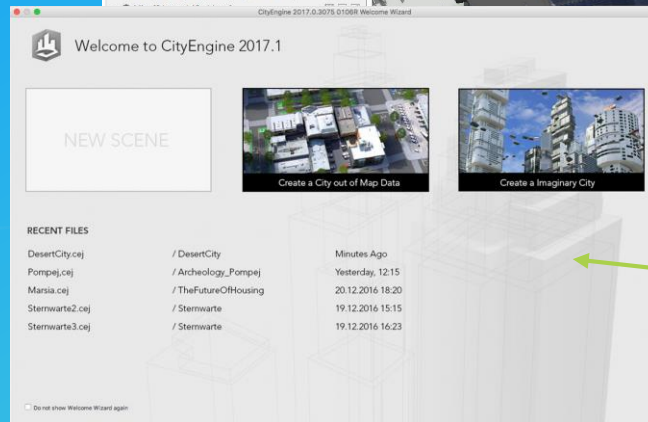 CityEngine 2017.0.3075 0106R Welcome Wizard
Welcome to CityEngine 2017.1
NEW SCENE
Create a City out of Map Data
Create a Imaginary City
RECENT FILES
DesertCity.cej / DesertCity Minutes Ago
Pompej.cej / Archeology_Pompej Yesterday, 12:15
Marsia.cej / TheFutureOfHousing 20.12.2016 18:20
Sternwarte2.cej / Sternwarte 19.12.2016 15:15
Sternwarte3.cej / Sternwarte 19.12.2016 16:23
Do not show Welcome Wizard again